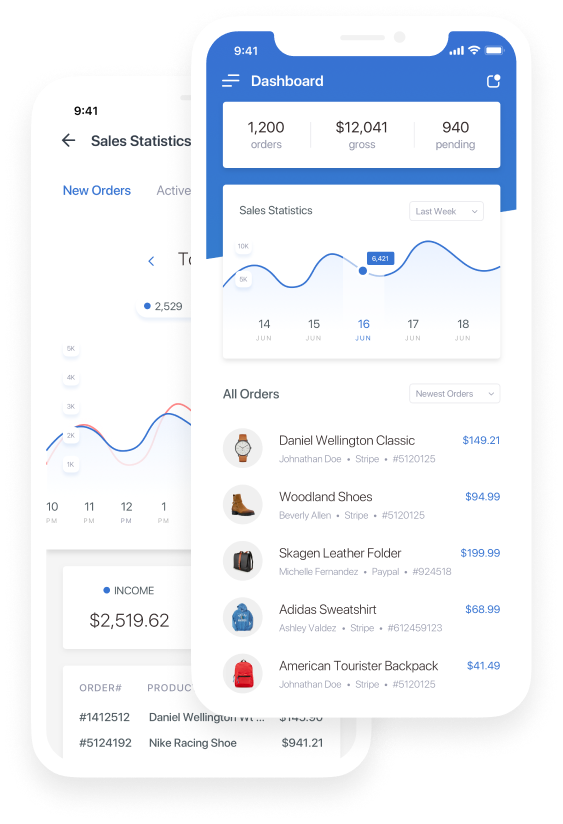 9:41
Dashboard
1,200 $12,041 940
orders gross pending
Sales Statistics Last Week
10K
6,421
5K
14 15 16 17 18
JUN JUN JUN JUN JUN
All Orders Newest Orders
Daniel Wellington Classic $149.21
Johnathan Doe • Stripe • #5120125
Woodland Shoes $94.99
Beverly Allen • Stripe • #5120125
Skagen Leather Folder $199.99
Michelle Fernandez • Paypal • #924518
Adidas Sweatshirt $68.99
Ashley Valdez • Stripe • #612459123
American Tourister Backpack $41.49
Johnathan Doe • Stripe • #5120125
9:41
Sales Statistics
New Orders Active
2,529
5K
4K
3K
2K
1K
10 11 12 1
PM PM PM PM
INCOME
$2,519.62
ORDER# PRODUC
#1412512 Daniel Wellington
#5124192 Nike Racing Shoe $941.21